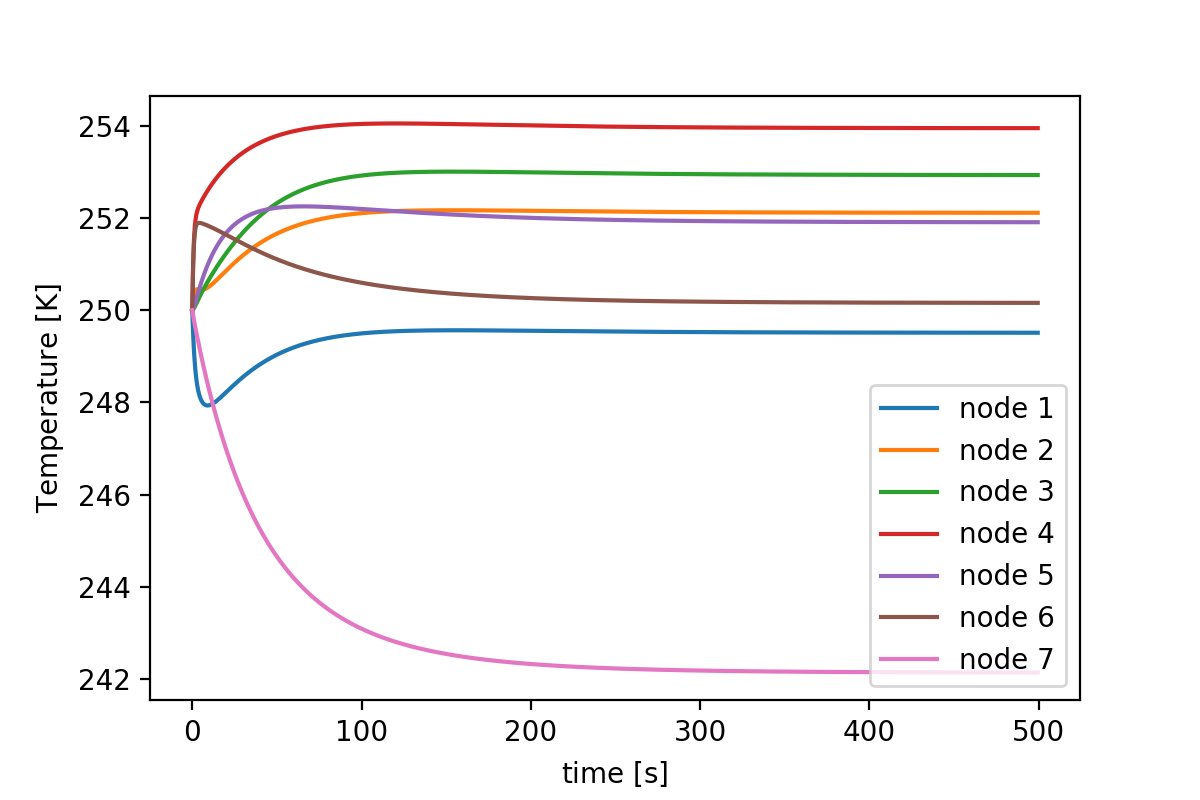 254
252
250
248
246
244
242
Temperature [K]
0 100 200 300 400 500
time [s]
node 1
node 2
node 3
node 4
node 5
node 6
node 7